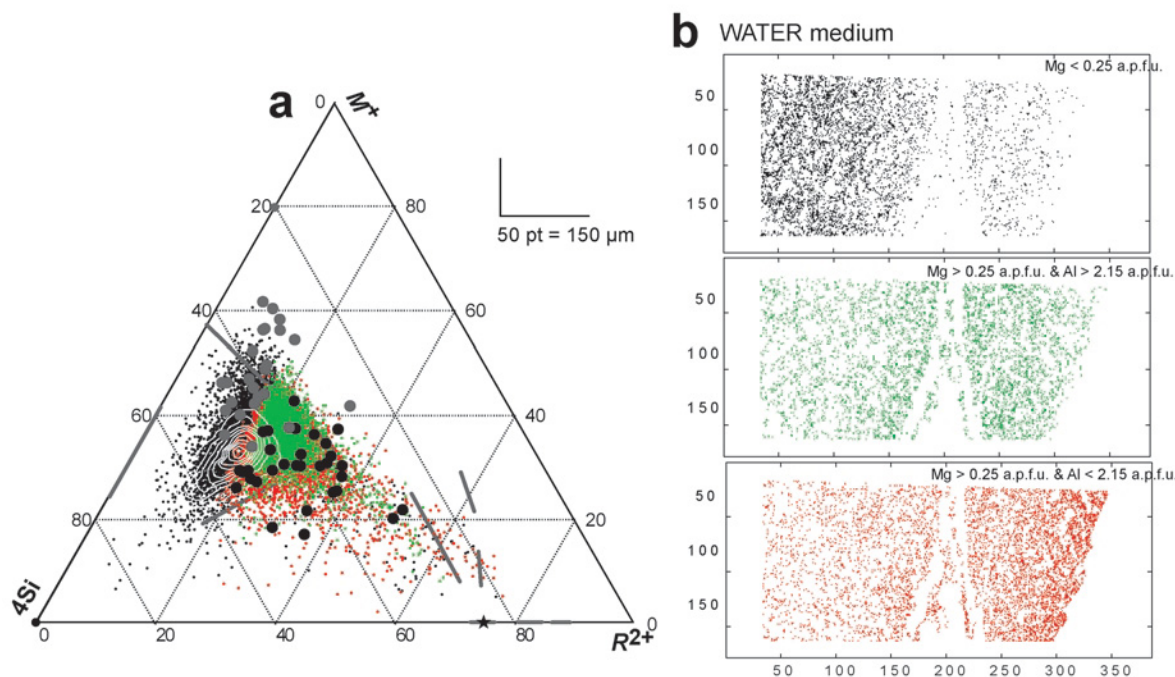 a
0 M+
20 80
50 pt = 150 µm
40 60
60 40
80 20
4Si
0 20 40 60 80 0
R2+
b WATER medium
Mg < 0.25 a.p.f.u.
50
100
150
Mg > 0.25 a.p.f.u. & Al > 2.15 a.p.f.u.
50
100
150
Mg > 0.25 a.p.f.u. & Al < 2.15 a.p.f.u.
50
100
150
50 100 150 200 250 300 350